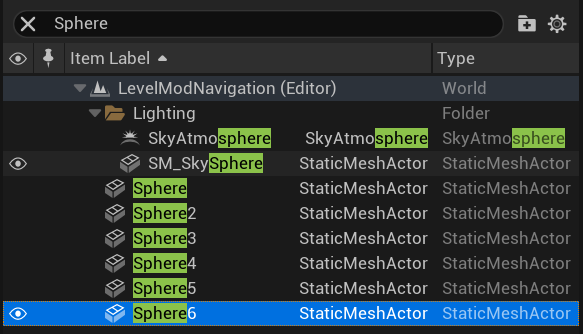 Sphere
Item Label Type
LevelModNavigation (Editor) World
Lighting Folder
SkyAtmosphere SkyAtmosphere SkyAtmosphere
SM_SkySphere StaticMeshActor StaticMeshActor
Sphere StaticMeshActor StaticMeshActor
Sphere2 StaticMeshActor StaticMeshActor
Sphere3 StaticMeshActor StaticMeshActor
Sphere4 StaticMeshActor StaticMeshActor
Sphere5 StaticMeshActor StaticMeshActor
Sphere6 StaticMeshActor StaticMeshActor